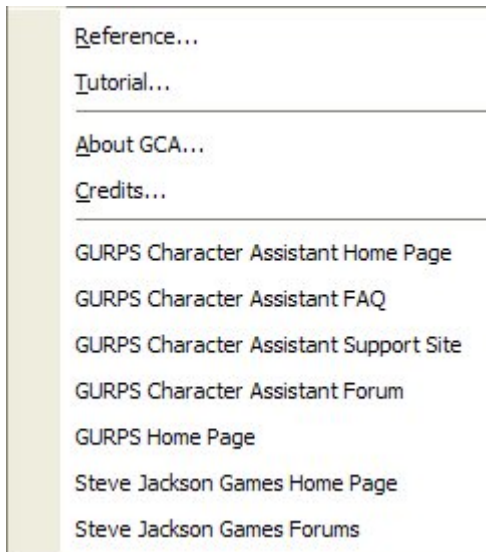 Reference...
Tutorial...
About GCA...
Credits...
GURPS Character Assistant Home Page
GURPS Character Assistant FAQ
GURPS Character Assistant Support Site
GURPS Character Assistant Forum
GURPS Home Page
Steve Jackson Games Home Page
Steve Jackson Games Forums